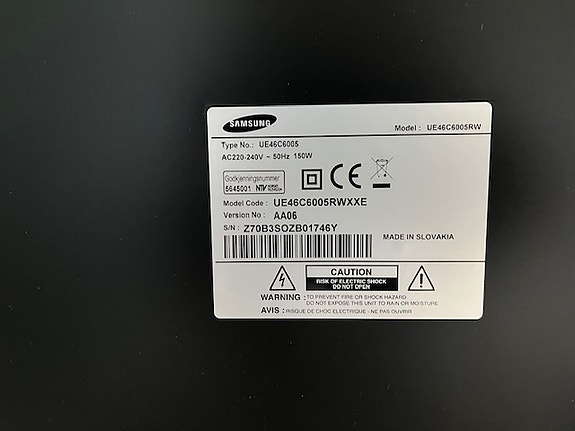 SAMSUNG
Model : UE46C6005RW
Type No.: UE46C6005
AC220-240V ~ 50Hz 150W
Godkjenningsnummer
5645001 NTV
CE
Model Code: UE46C6005RWXXE
Version No: AA06
S/N : Z70B3SOZB01746Y
MADE IN SLOVAKIA
CAUTION
RISK OF ELECTRIC SHOCK
DO NOT OPEN
WARNING : TO PREVENT FIRE OR SHOCK HAZARD
DO NOT EXPOSE THIS UNIT TO RAIN OR MOISTURE
AVIS : RISQUE DE CHOC ELECTRIQUE - NE PAS OUVRIR